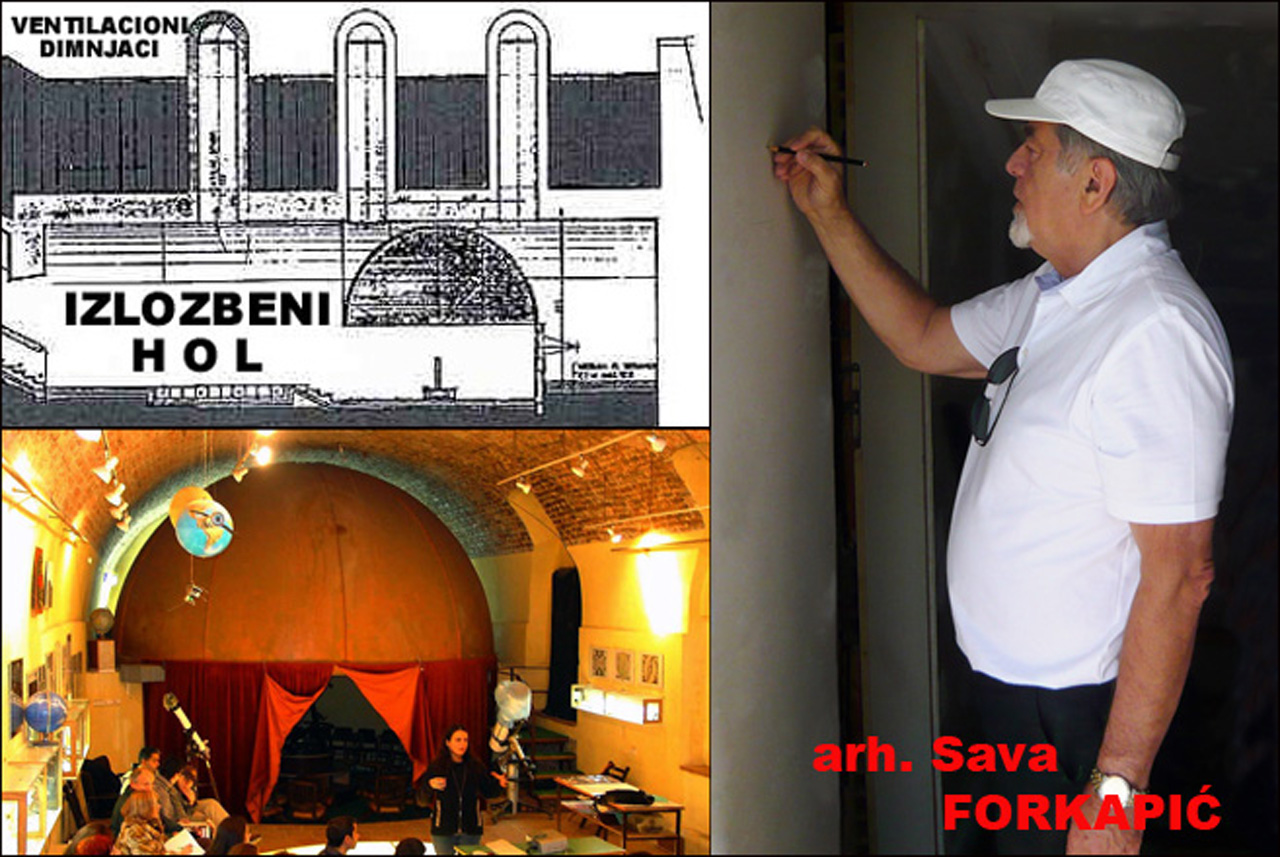 VENTILACIONI
DIMNJACI
IZLOZBENI
HOL
arh. Sava
FORKAPIĆ